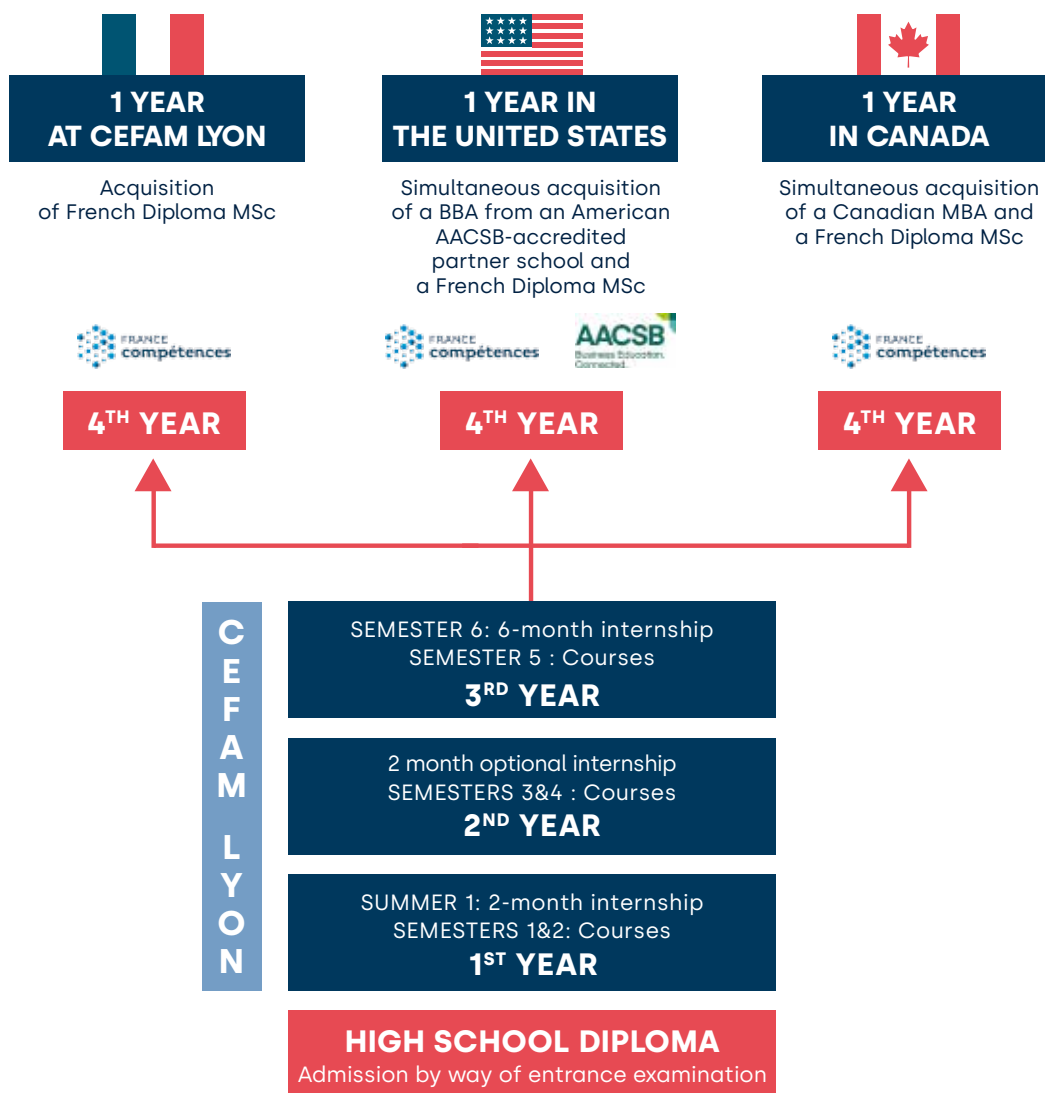 1 YEAR
AT CEFAM LYON
Acquisition
of French Diploma MSc
FRANCE
compétences
4TH YEAR
1 YEAR IN
THE UNITED STATES
Simultaneous acquisition
of a BBA from an American
AACSB-accredited
partner school and
a French Diploma MSc
FRANCE
compétences
AACSB
Business Education.
Connected.
4TH YEAR
1 YEAR
IN CANADA
Simultaneous acquisition
of a Canadian MBA and
a French Diploma MSc
FRANCE
compétences
4TH YEAR
CEFAM LYON
SEMESTER 6: 6-month internship
SEMESTER 5 : Courses
3RD YEAR
2 month optional internship
SEMESTERS 3&4 : Courses
2ND YEAR
SUMMER 1: 2-month internship
SEMESTERS 1&2: Courses
1ST YEAR
HIGH SCHOOL DIPLOMA
Admission by way of entrance examination